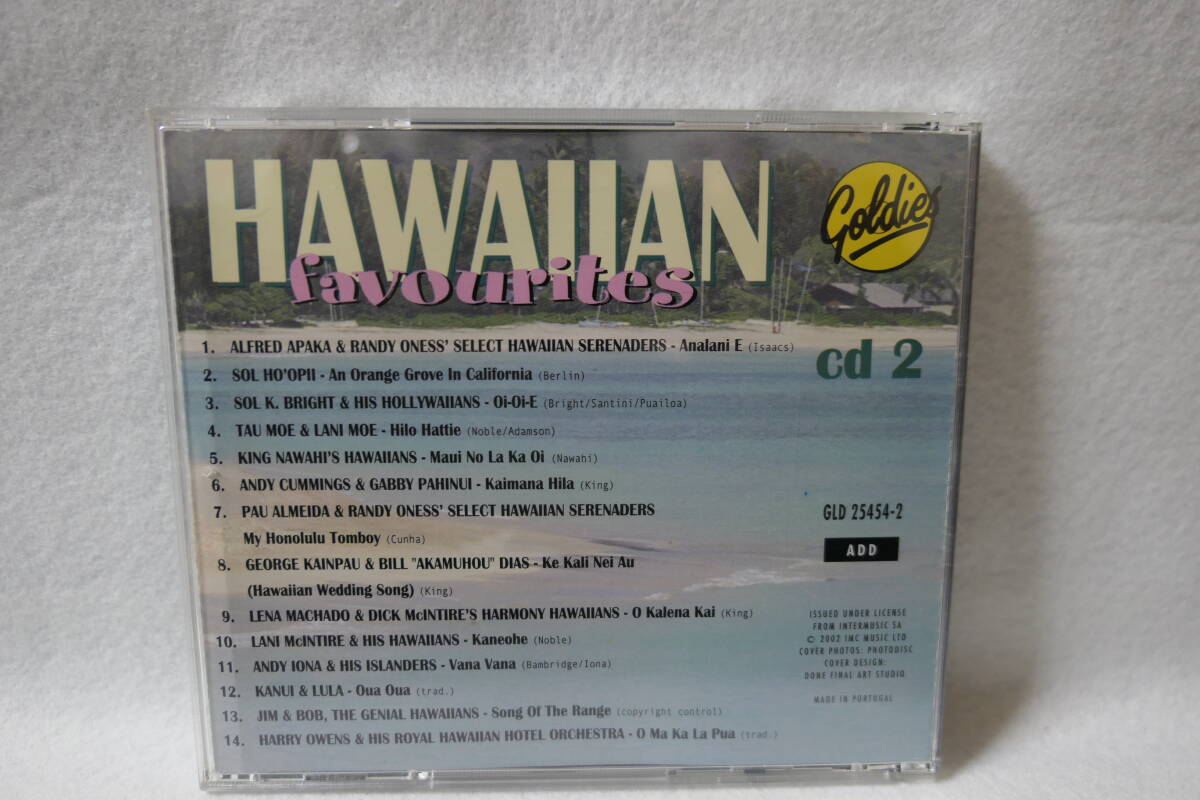 HAWAIIAN
favourites
Goldies
1. ALFRED APAKA & RANDY ONESS' SELECT HAWAIIAN SERENADERS - Analani E (Isaacs)
cd 2
2. SOL HO'OPII - An Orange Grove In California (Berlin)
3. SOL K. BRIGHT & HIS HOLLYWAIIANS - Oi-Oi-E (Bright/Santini/Puailoa)
4. TAU MOE & LANI MOE - Hilo Hattie (Noble/Adamson)
5. KING NAWAHI'S HAWAIIANS - Maui No La Ka Oi (Nawahi)
6. ANDY CUMMINGS & GABBY PAHINUI - Kaimana Hila (King)
7. PAU ALMEIDA & RANDY ONESS' SELECT HAWAIIAN SERENADERS
My Honolulu Tomboy (Cunha)
8. GEORGE KAINPAU & BILL "AKAMUHOU" DIAS - Ke Kali Nei Au
(Hawaiian Wedding Song) (King)
9. LENA MACHADO & DICK McINTIRE'S HARMONY HAWAIIANS - O Kalena Kai (King)
10. LANI McINTIRE & HIS HAWAIIANS - Kaneohe (Noble)
11. ANDY IONA & HIS ISLANDERS - Vana Vana (Bambridge/Iona)
12. KANUI & LULA - Oua Oua (trad.)
13. JIM & BOB, THE GENIAL HAWAIIANS - Song Of The Range (copyright control)
14. HARRY OWENS & HIS ROYAL HAWAIIAN HOTEL ORCHESTRA - O Ma Ka La Pua (trad.)
GLD 25454-2
ADD
ISSUED UNDER LICENSE
FROM INTERMUSIC SA
© 2002 IMC MUSIC LTD
COVER PHOTOS: PHOTODISC
COVER DESIGN:
DONE FINAL ART STUDIO
MADE IN PORTUGAL